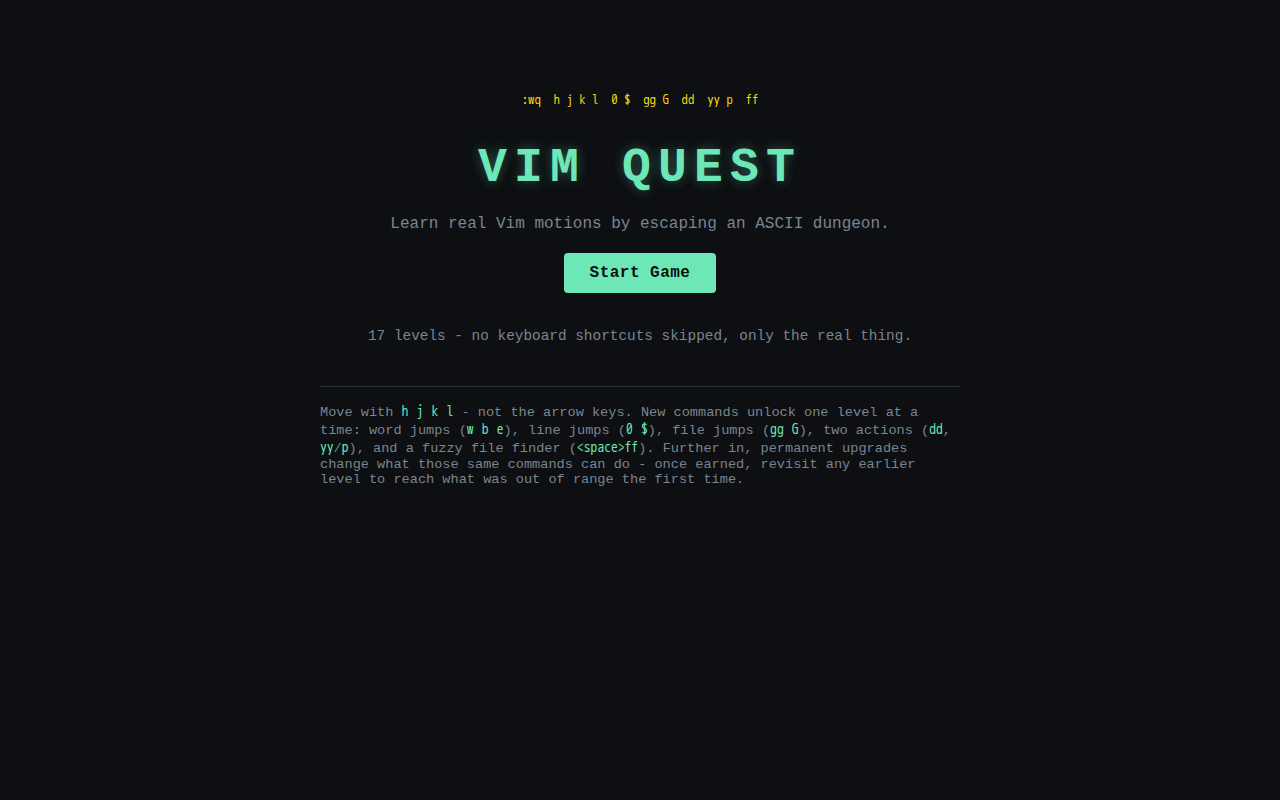 :wq h j k l 0 $ gg G dd yy p ff
VIM QUEST
Learn real Vim motions by escaping an ASCII dungeon.
Start Game
17 levels - no keyboard shortcuts skipped, only the real thing.
Move with h j k l - not the arrow keys. New commands unlock one level at a
time: word jumps (w b e), line jumps (0 $), file jumps (gg G), two actions (dd,
yy/p), and a fuzzy file finder (<space>ff). Further in, permanent upgrades
change what those same commands can do - once earned, revisit any earlier
level to reach what was out of range the first time.